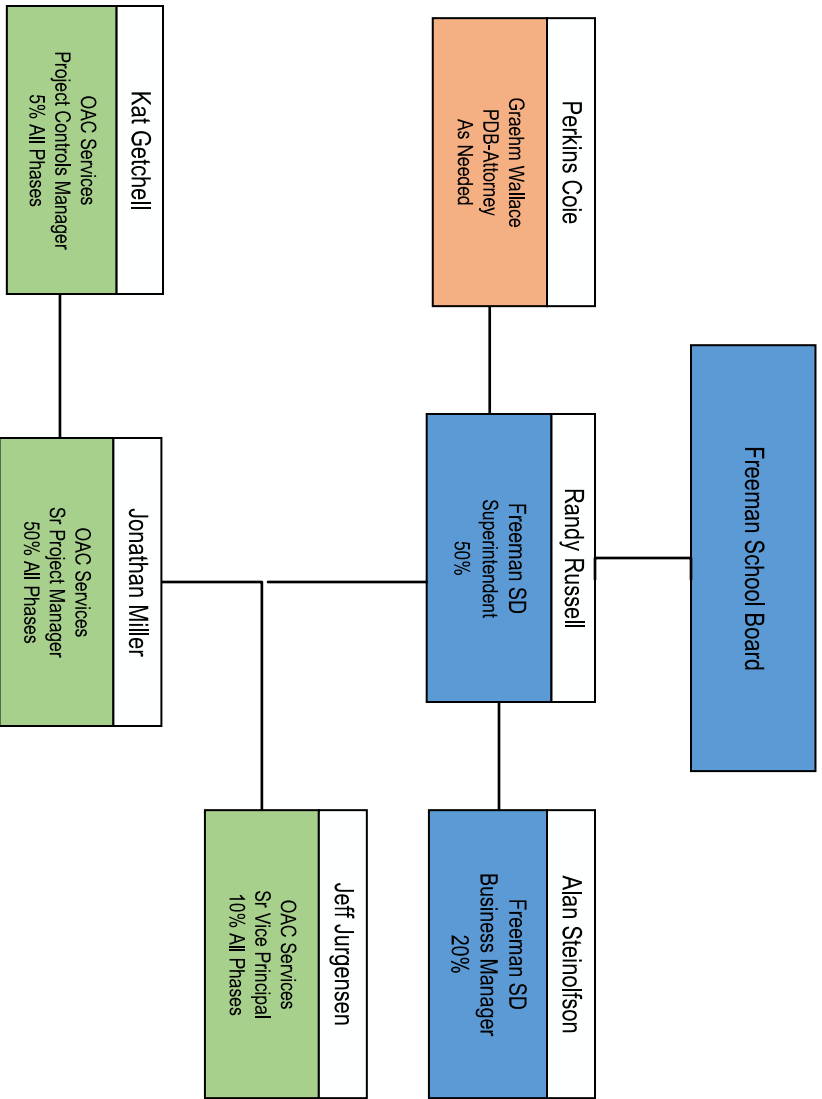 Freeman School Board
Perkins Coie
Graehm Wallace
PDB-Attorney
As Needed
Randy Russell
Freeman SD
Superintendent
50%
Alan Steinolfson
Freeman SD
Business Manager
20%
Jeff Jurgensen
OAC Services
Sr Vice Principal
10% All Phases
Kat Getchell
OAC Services
Project Controls Manager
5% All Phases
Jonathan Miller
OAC Services
Sr Project Manager
50% All Phases